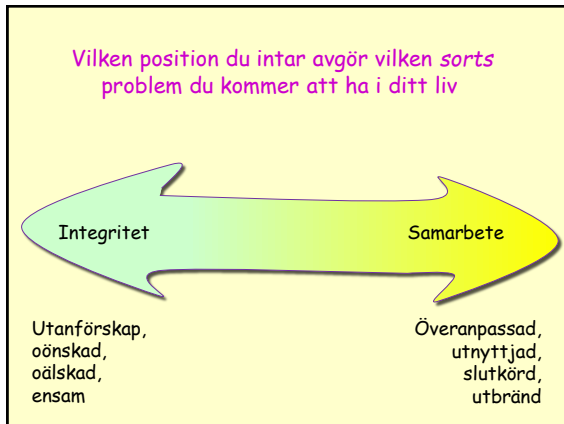 Vilken position du intar avgör vilken sorts
problem du kommer att ha i ditt liv
Integritet
Samarbete
Utanförskap,
oönskad,
oälskad,
ensam
Överanpassad,
utnyttjad,
slutkörd,
utbränd